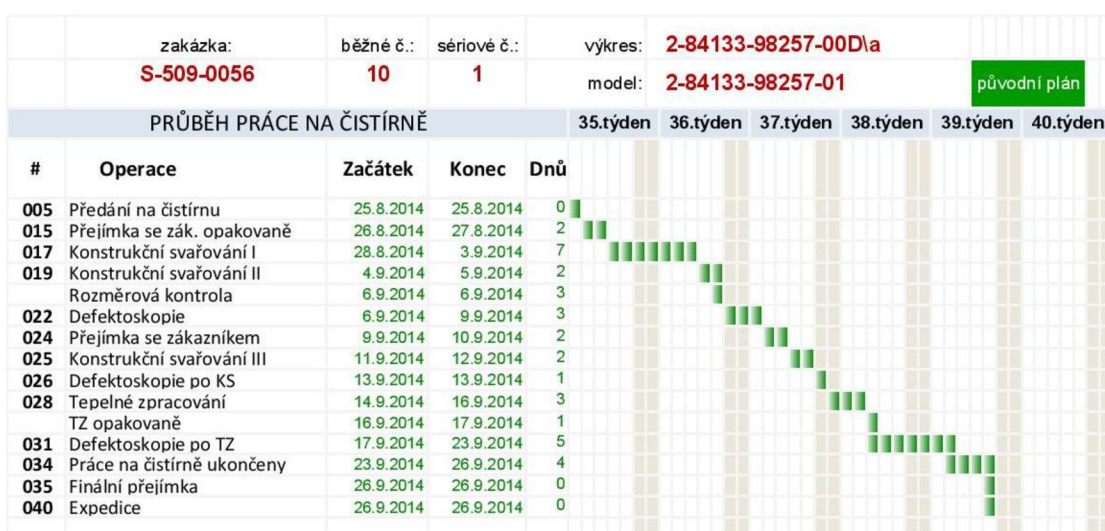 zakázka: běžné č.: sériové č.: výkres: 2-84133-98257-00D\a
S-509-0056 10 1 model: 2-84133-98257-01 původní plán
PRŮBĚH PRÁCE NA ČISTÍRNĚ 35.týden 36.týden 37.týden 38.týden 39.týden 40.týden
# Operace Začátek Konec Dnů
005 Předání na čistírnu 25.8.2014 25.8.2014 0
015 Přejímka se zák. opakovaně 26.8.2014 27.8.2014 2
017 Konstrukční svařování I 28.8.2014 3.9.2014 7
019 Konstrukční svařování II 4.9.2014 5.9.2014 2
Rozměrová kontrola 6.9.2014 6.9.2014 3
022 Defektoskopie 6.9.2014 9.9.2014 3
024 Přejímka se zákazníkem 9.9.2014 10.9.2014 2
025 Konstrukční svařování III 11.9.2014 12.9.2014 2
026 Defektoskopie po KS 13.9.2014 13.9.2014 1
028 Tepelné zpracování 14.9.2014 16.9.2014 3
TZ opakovaně 16.9.2014 17.9.2014 1
031 Defektoskopie po TZ 17.9.2014 23.9.2014 5
034 Práce na čistírně ukončeny 23.9.2014 26.9.2014 4
035 Finální přejímka 26.9.2014 26.9.2014 0
040 Expedice 26.9.2014 26.9.2014 0